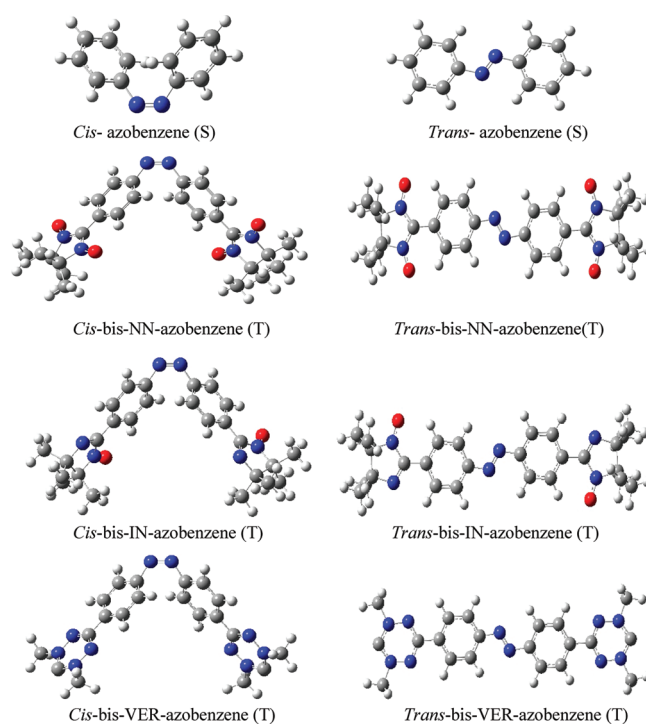 Cis- azobenzene (S)
Trans- azobenzene (S)
Cis-bis-NN-azobenzene (T)
Trans-bis-NN-azobenzene(T)
Cis-bis-IN-azobenzene (T)
Trans-bis-IN-azobenzene (T)
Cis-bis-VER-azobenzene (T)
Trans-bis-VER-azobenzene (T)